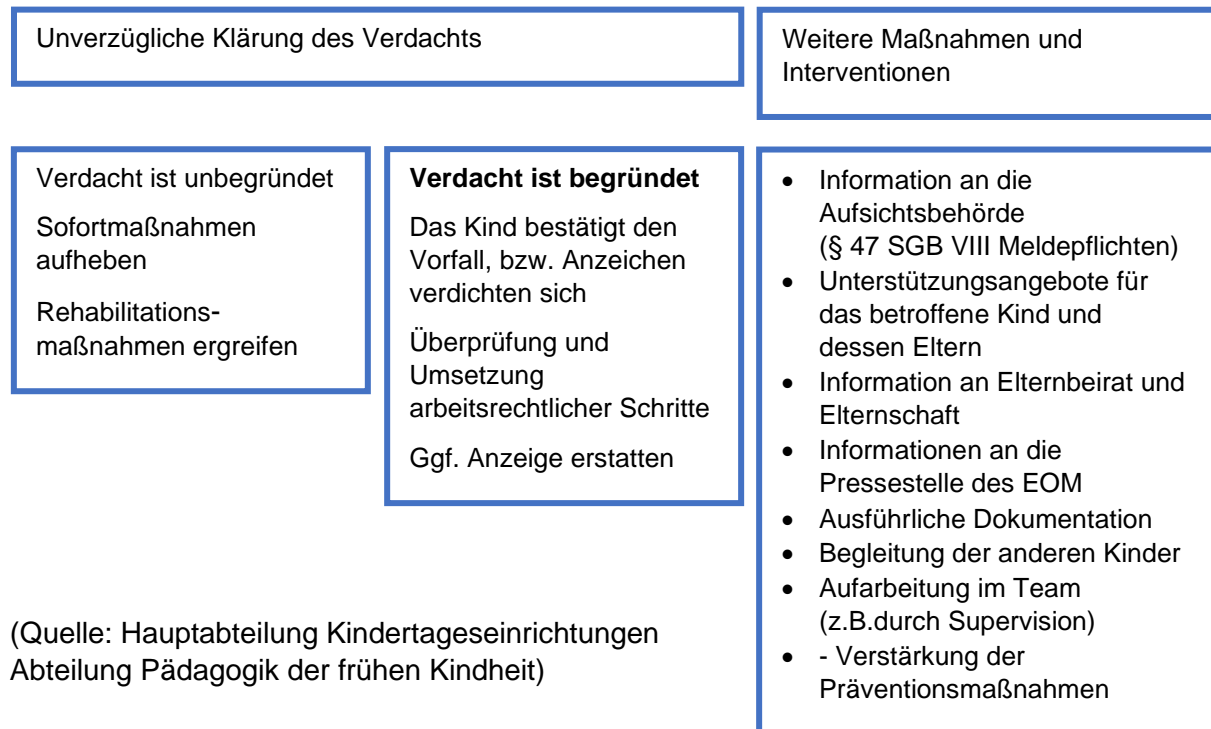 Unverzügliche Klärung des Verdachts
Weitere Maßnahmen und
Interventionen
Verdacht ist unbegründet
Sofortmaßnahmen
aufheben
Rehabilitations-
maßnahmen ergreifen
Verdacht ist begründet
Das Kind bestätigt den
Vorfall, bzw. Anzeichen
verdichten sich
Überprüfung und
Umsetzung
arbeitsrechtlicher Schritte
Ggf. Anzeige erstatten
• Information an die
Aufsichtsbehörde
(§ 47 SGB VIII Meldepflichten)
• Unterstützungsangebote für
das betroffene Kind und
dessen Eltern
• Information an Elternbeirat und
Elternschaft
• Informationen an die
Pressestelle des EOM
• Ausführliche Dokumentation
• Begleitung der anderen Kinder
• Aufarbeitung im Team
(z.B.durch Supervision)
• - Verstärkung der
Präventionsmaßnahmen
(Quelle: Hauptabteilung Kindertageseinrichtungen
Abteilung Pädagogik der frühen Kindheit)